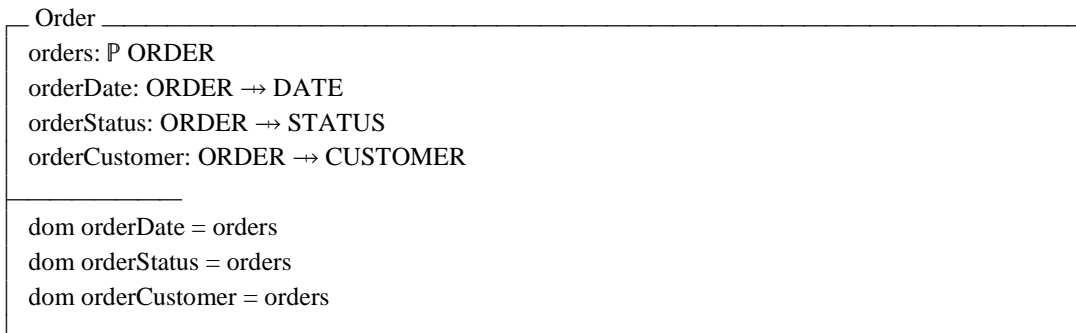 Order
orders: ℙ ORDER
orderDate: ORDER ⇸ DATE
orderStatus: ORDER ⇸ STATUS
orderCustomer: ORDER ⇸ CUSTOMER
dom orderDate = orders
dom orderStatus = orders
dom orderCustomer = orders